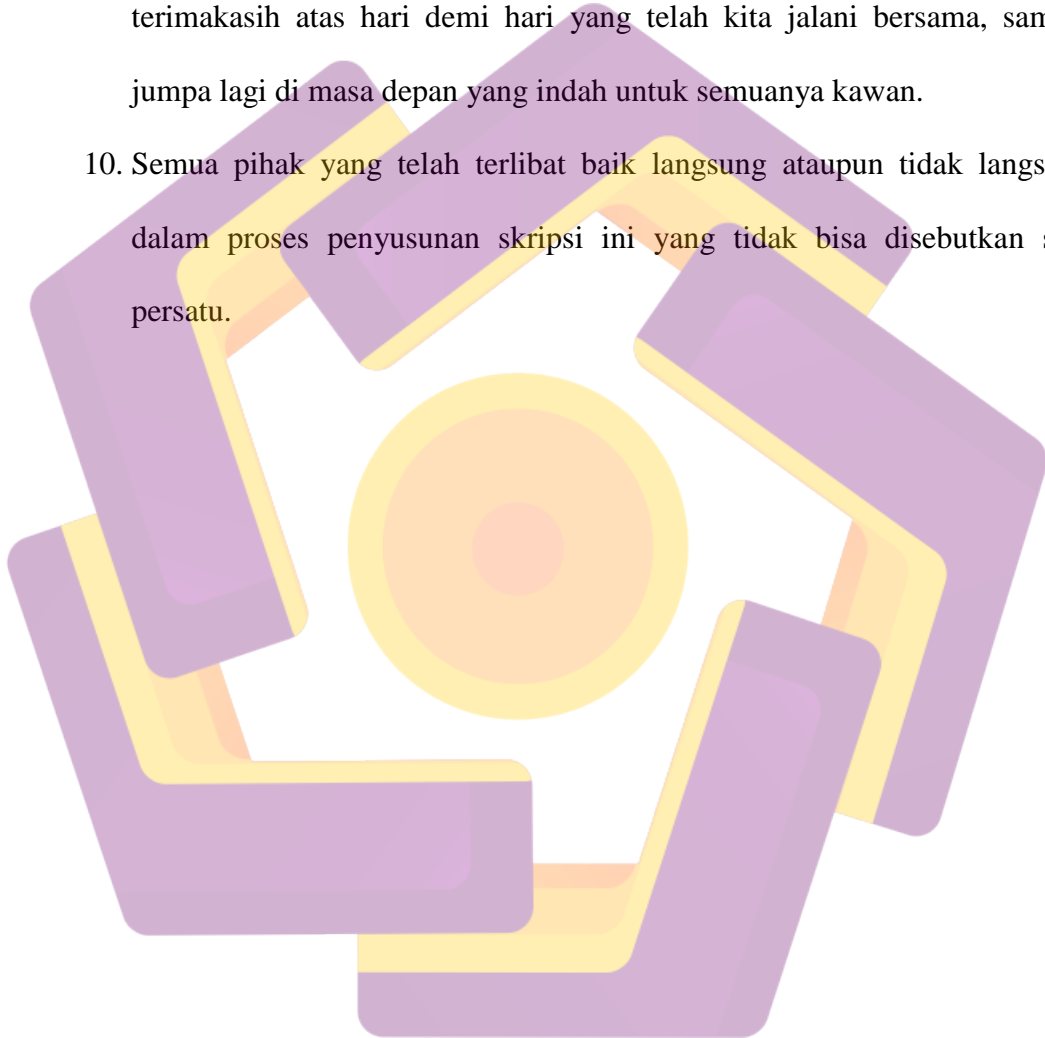 terimakasih atas hari demi hari yang telah kita jalani bersama, sam
jumpa lagi di masa depan yang indah untuk semuanya kawan.
10. Semua pihak yang telah terlibat baik langsung ataupun tidak langs
dalam proses penyusunan skripsi ini yang tidak bisa disebutkan s
persatu.